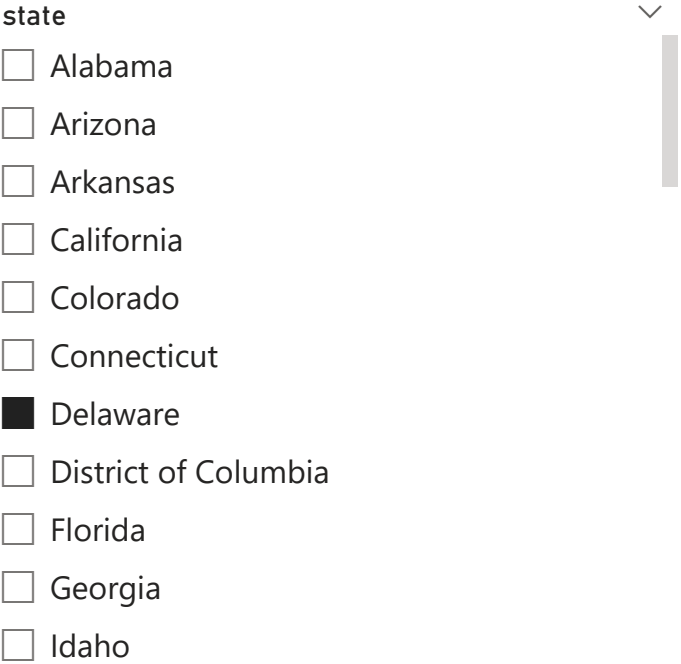 state
Alabama
Arizona
Arkansas
California
Colorado
Connecticut
Delaware
District of Columbia
Florida
Georgia
Idaho